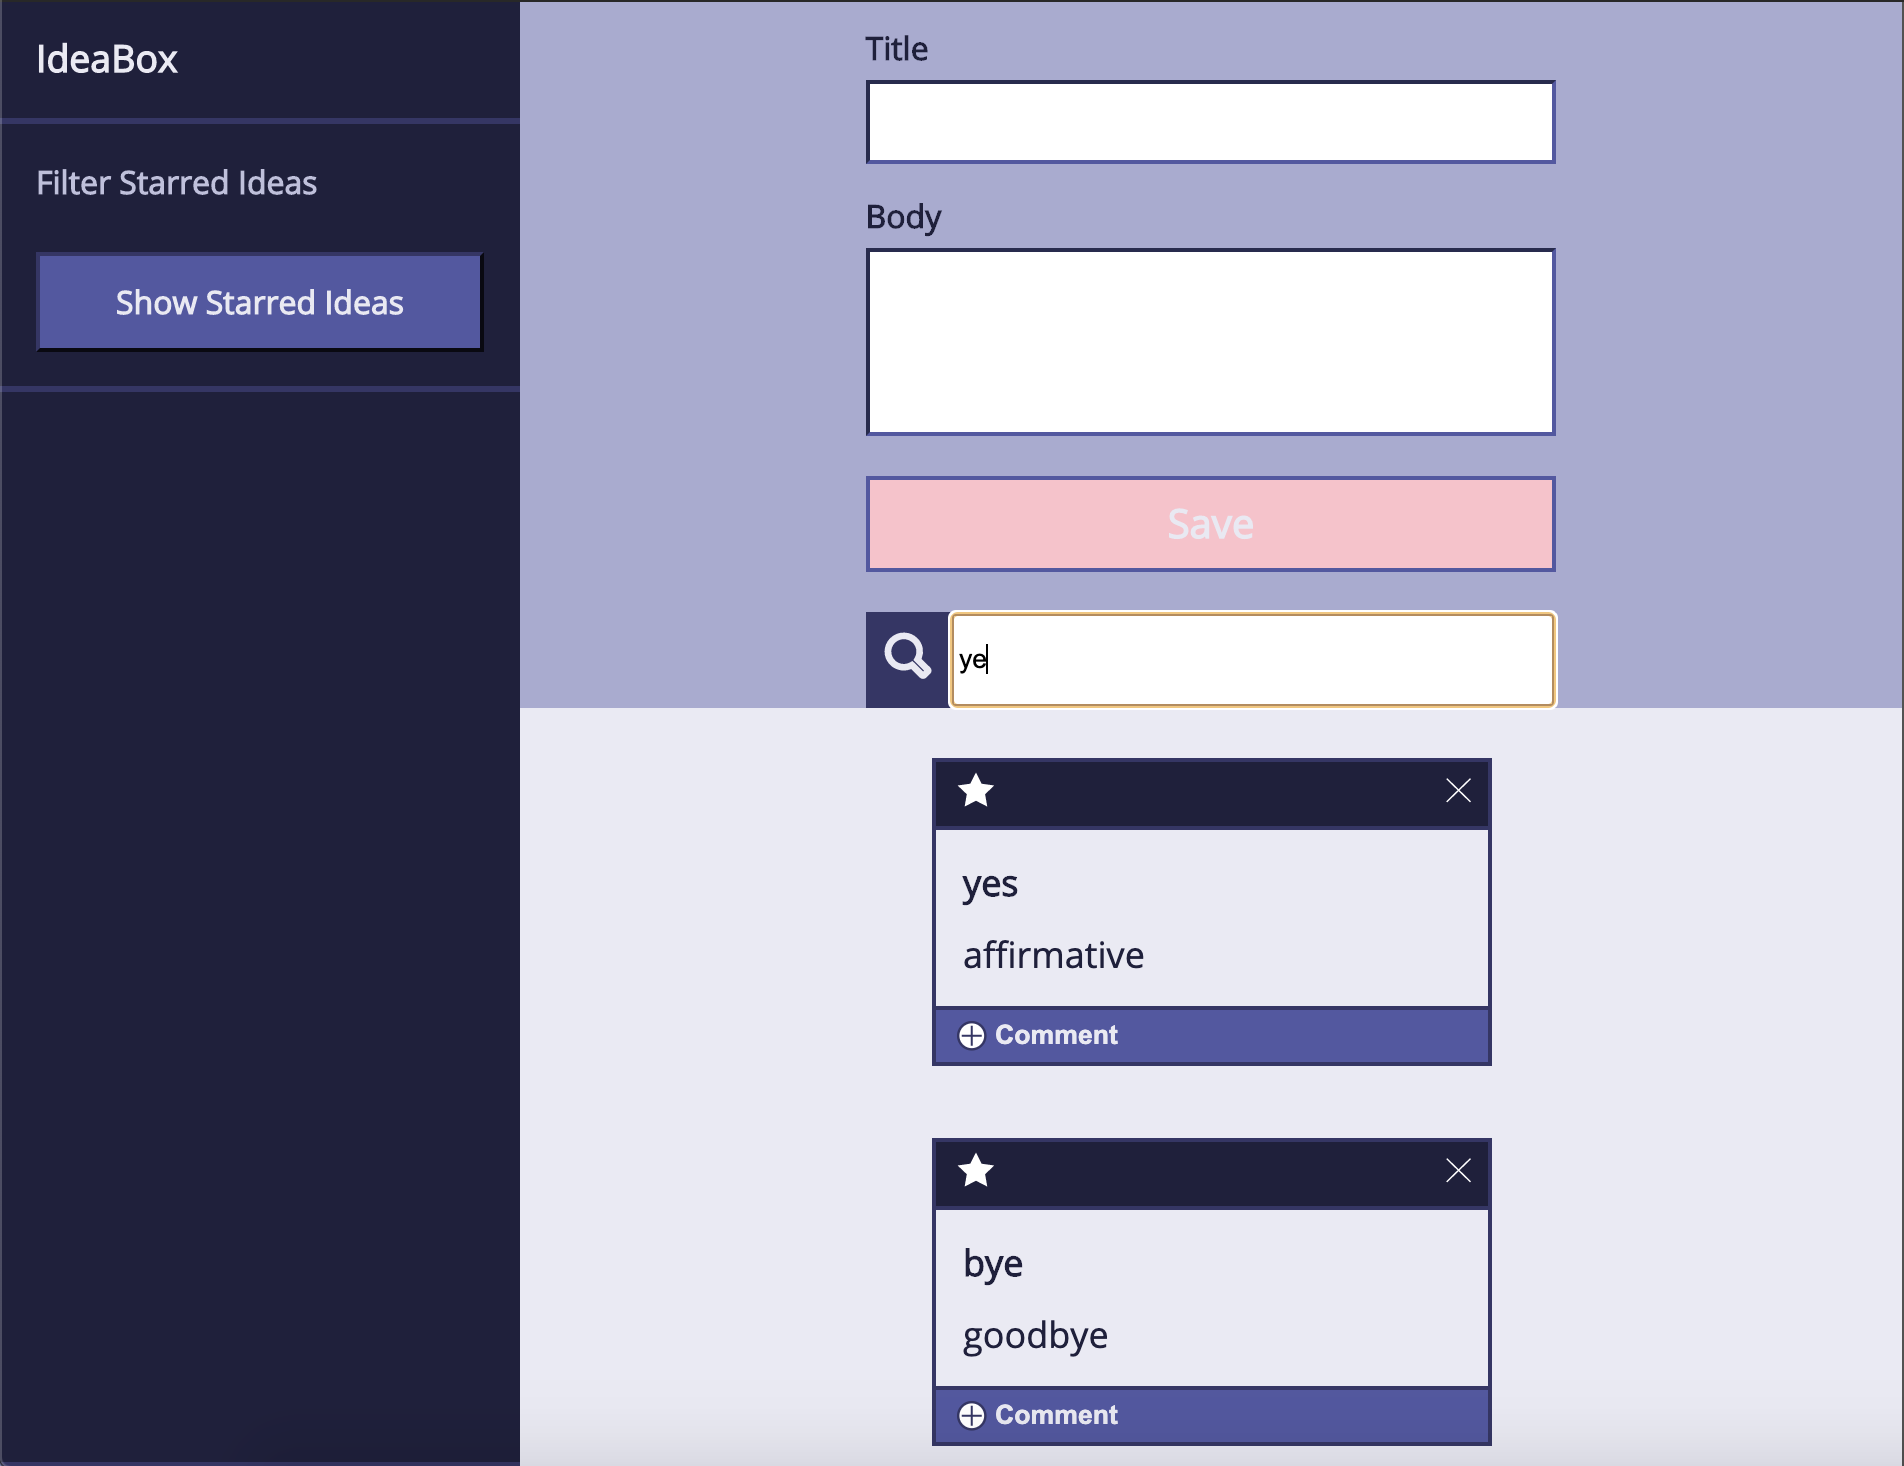 IdeaBox
Filter Starred Ideas
Show Starred Ideas
Title
Body
Save
ye
yes
affirmative
Comment
bye
goodbye
Comment